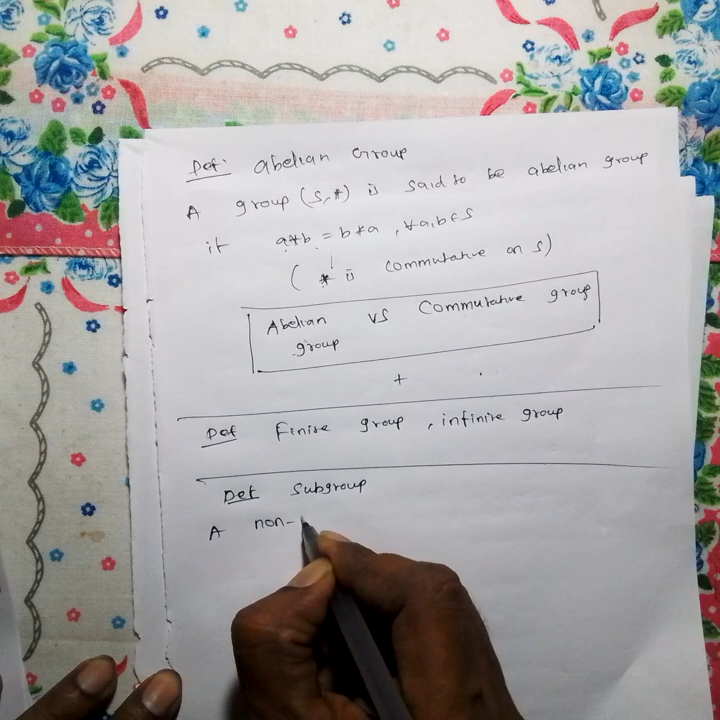 Def: Abelian Group
A group (S,*) is said to be abelian group
if a*b = b*a , ∀a,b∈S
( * is commutative on S)
Abelian vs Commutative group
group
+ .
Def Finite group , infinite group
Def Subgroup
A non-